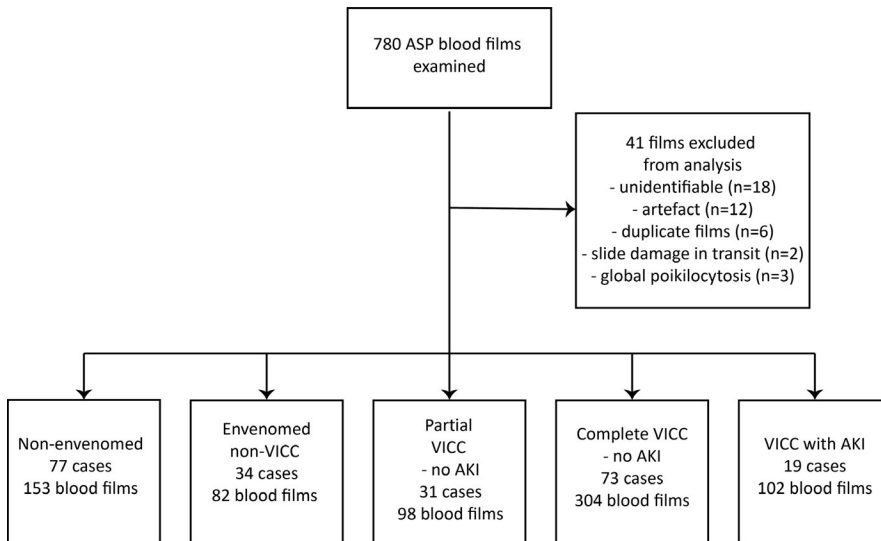 780 ASP blood films
examined
41 films excluded
from analysis
- unidentifiable (n=18)
- artefact (n=12)
- duplicate films (n=6)
- slide damage in transit (n=2)
- global poikilocytosis (n=3)
Non-envenomed
77 cases
153 blood films
Envenomed
non-VICC
34 cases
82 blood films
Partial
VICC
- no AKI
31 cases
98 blood films
Complete VICC
- no AKI
73 cases
304 blood films
VICC with AKI
19 cases
102 blood films